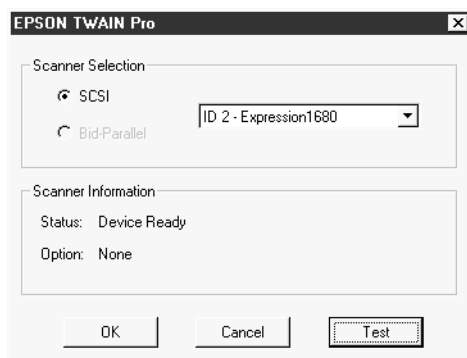 EPSON TWAIN Pro
Scanner Selection
SCSI
ID 2 - Expression1680
Bid-Parallel
Scanner Information
Status: Device Ready
Option: None
OK Cancel Test